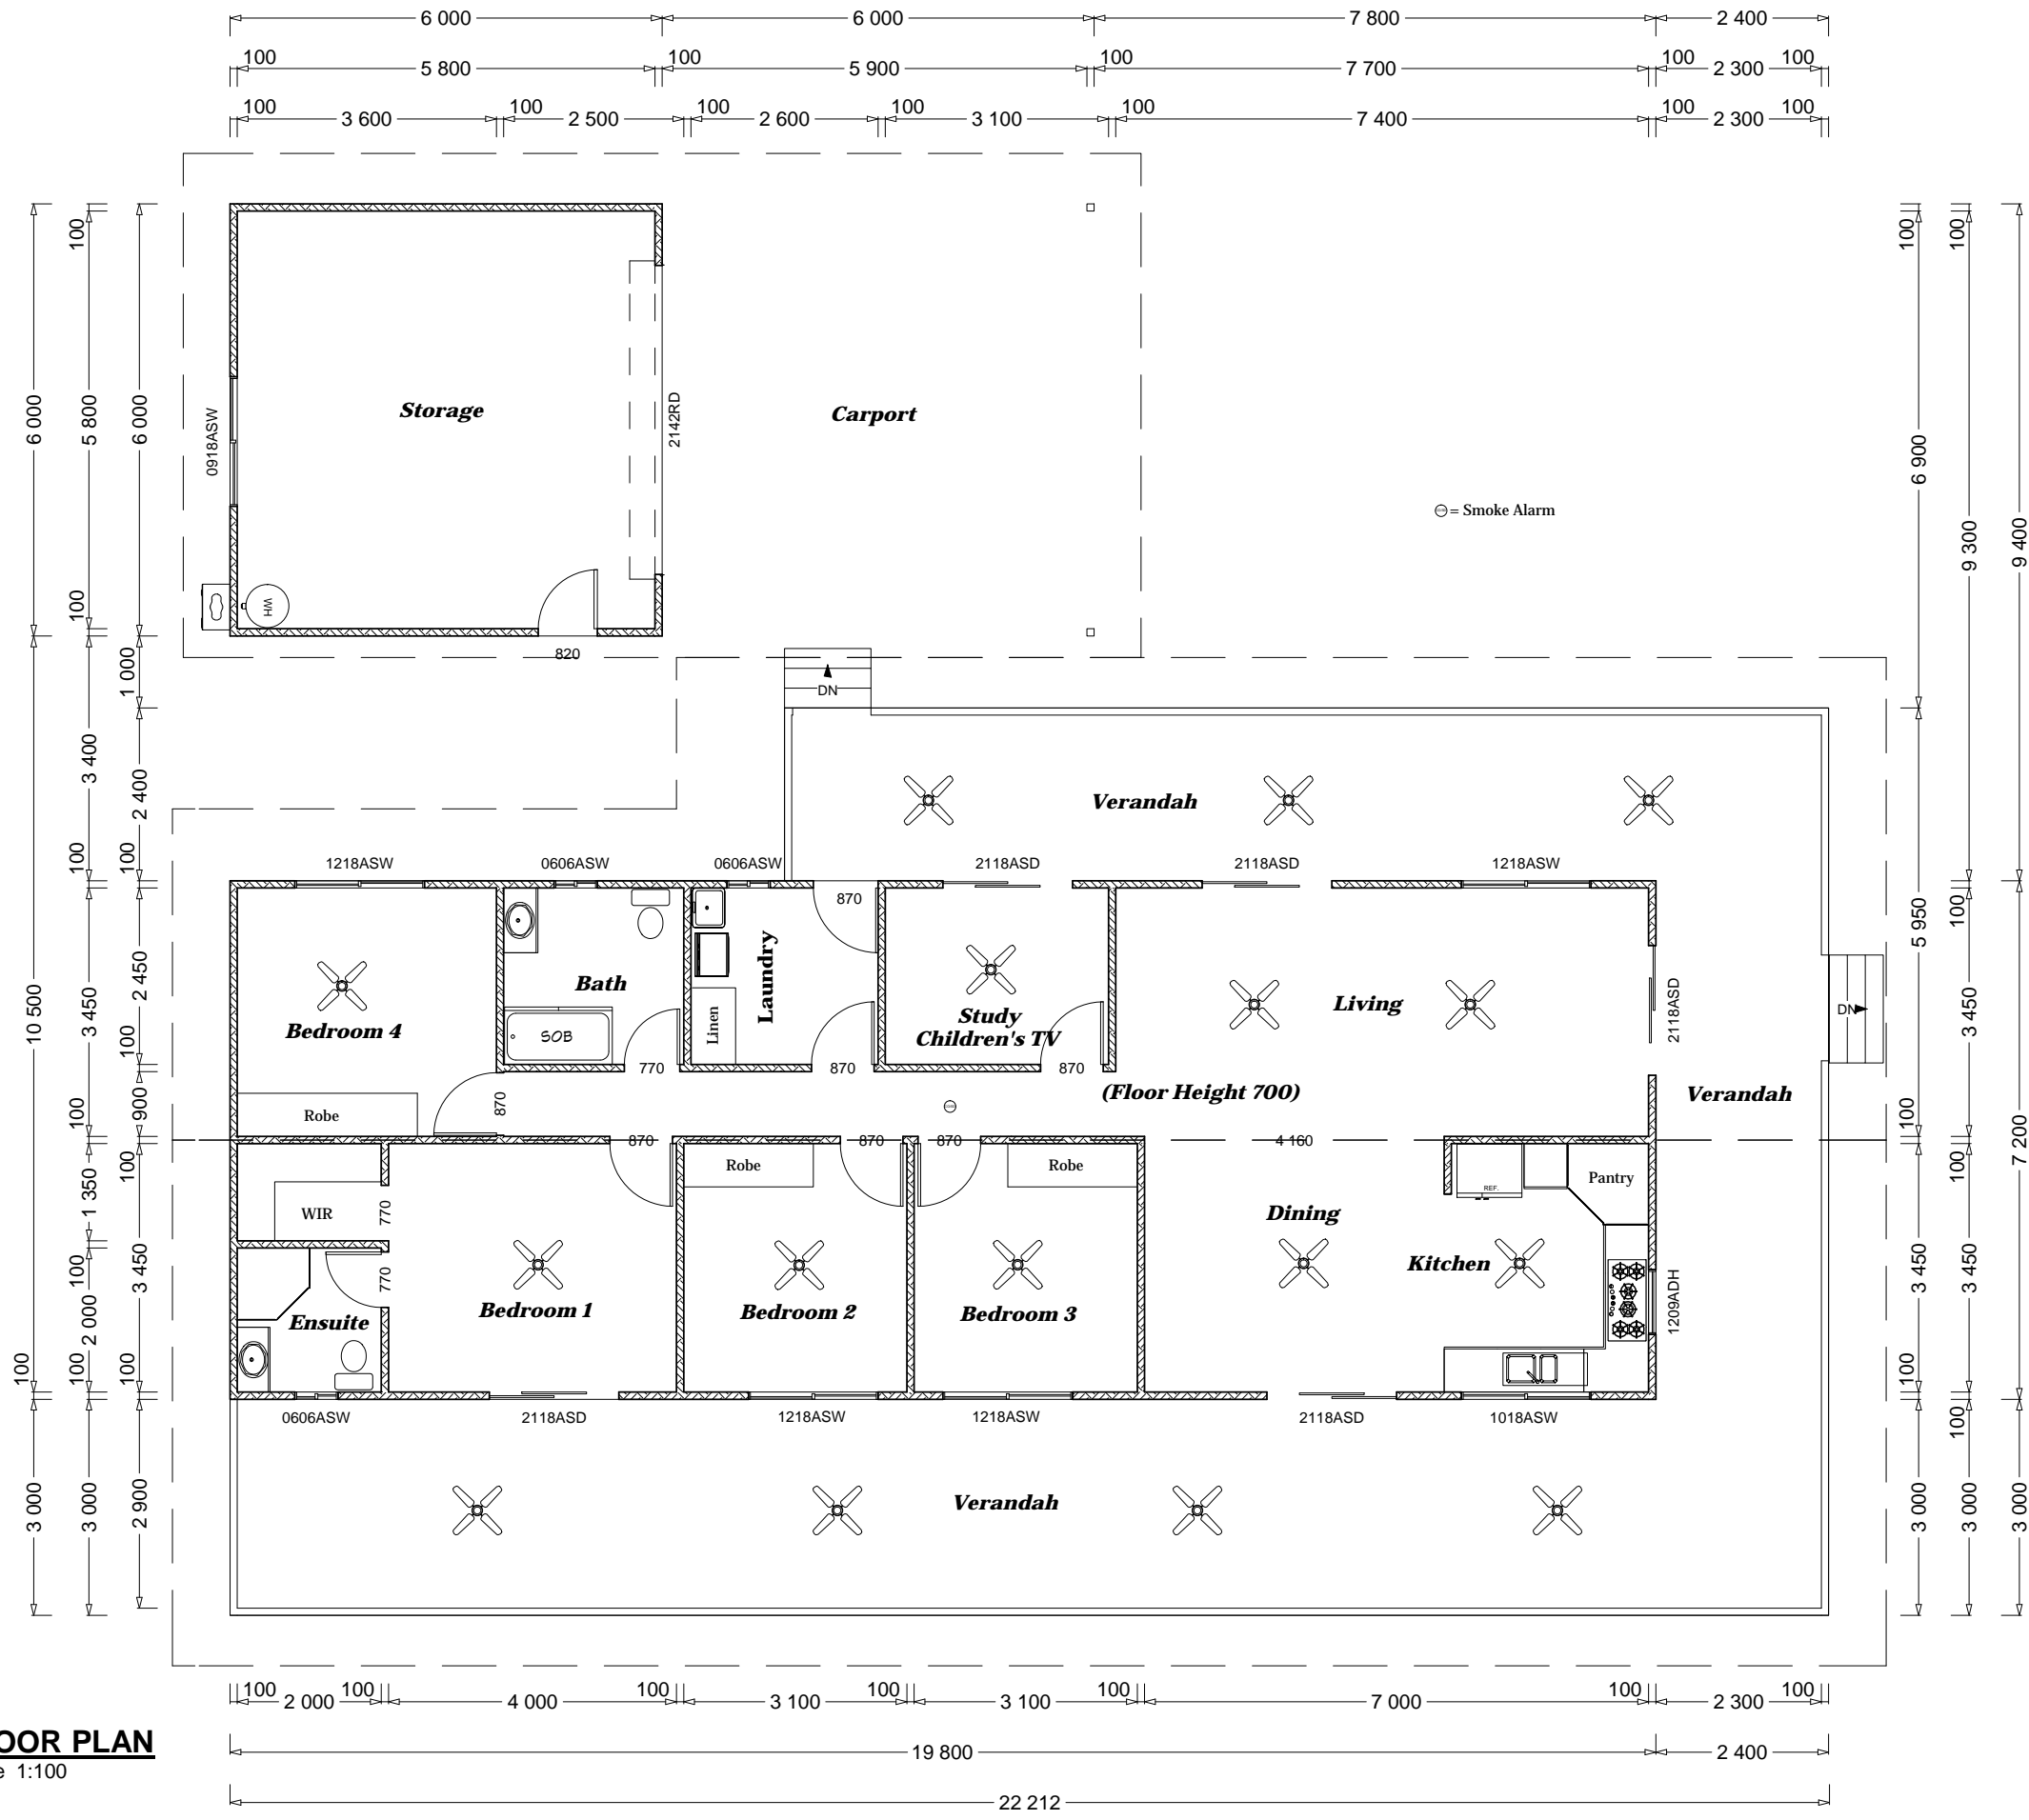 6 000
6 000
7 800
2 400
100
5 800
100
5 900
100
7 700
100
2 300
100
100
3 600
100
2 500
100
2 600
100
3 100
100
7 400
100
2 300
100
6 000
10 500
100
3 000
100
5 800
100
3 400
100
3 450
100
1 350
100
2 000
100
3 000
6 000
1 000
2 400
100
2 450
100
900
100
3 450
100
2 900
Storage
Carport
0918ASW
2142RD
WH
820
= Smoke Alarm
DN
Verandah
1218ASW
0606ASW
0606ASW
2118ASD
2118ASD
1218ASW
870
Bath
Laundry
Linen
SOB
Bedroom 4
Study
Children's TV
Living
2118ASD
DN
770
870
870
870
Robe
(Floor Height 700)
Verandah
870
870
870
4 160
Robe
Robe
REF.
Pantry
WIR
770
770
Dining
Kitchen
1209ADH
Ensuite
Bedroom 1
Bedroom 2
Bedroom 3
0606ASW
2118ASD
1218ASW
1218ASW
2118ASD
1018ASW
Verandah
100
6 900
5 950
100
3 450
100
3 000
100
9 300
100
3 450
100
3 450
100
3 000
9 400
7 200
3 000
100
2 000
100
4 000
100
3 100
100
3 100
100
7 000
100
2 300
100
19 800
2 400
22 212
OOR PLAN
e 1:100